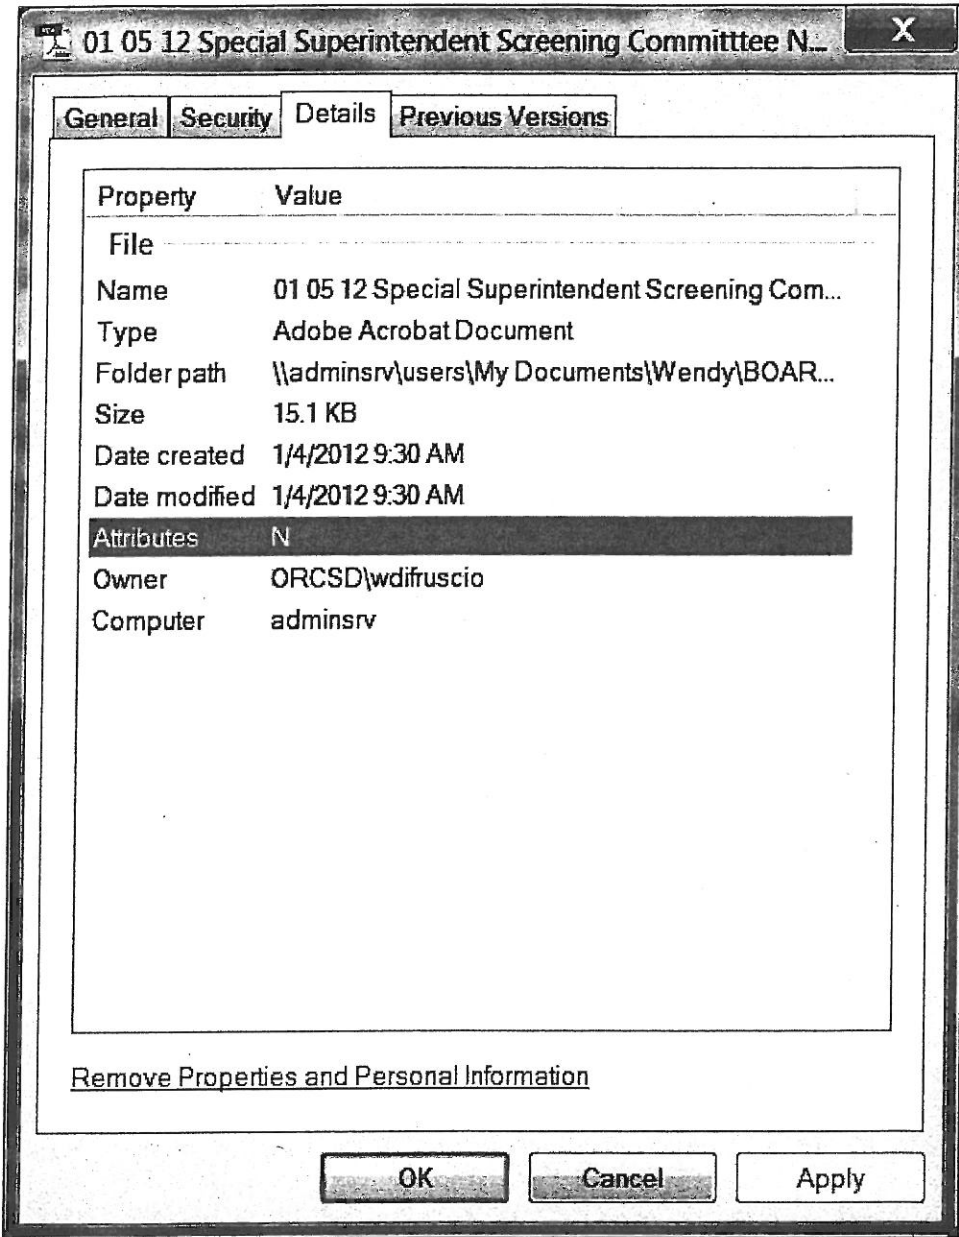 01 05 12 Special Superintendent Screening Committtee N...
X
General Security Details Previous Versions
Property Value
File
Name 01 05 12 Special Superintendent Screening Com...
Type Adobe Acrobat Document
Folder path \\adminsrv\users\My Documents\Wendy\BOAR...
Size 15.1 KB
Date created 1/4/2012 9:30 AM
Date modified 1/4/2012 9:30 AM
Attributes N
Owner ORCSD\wdifruscio
Computer adminsrv
Remove Properties and Personal Information
OK Cancel Apply